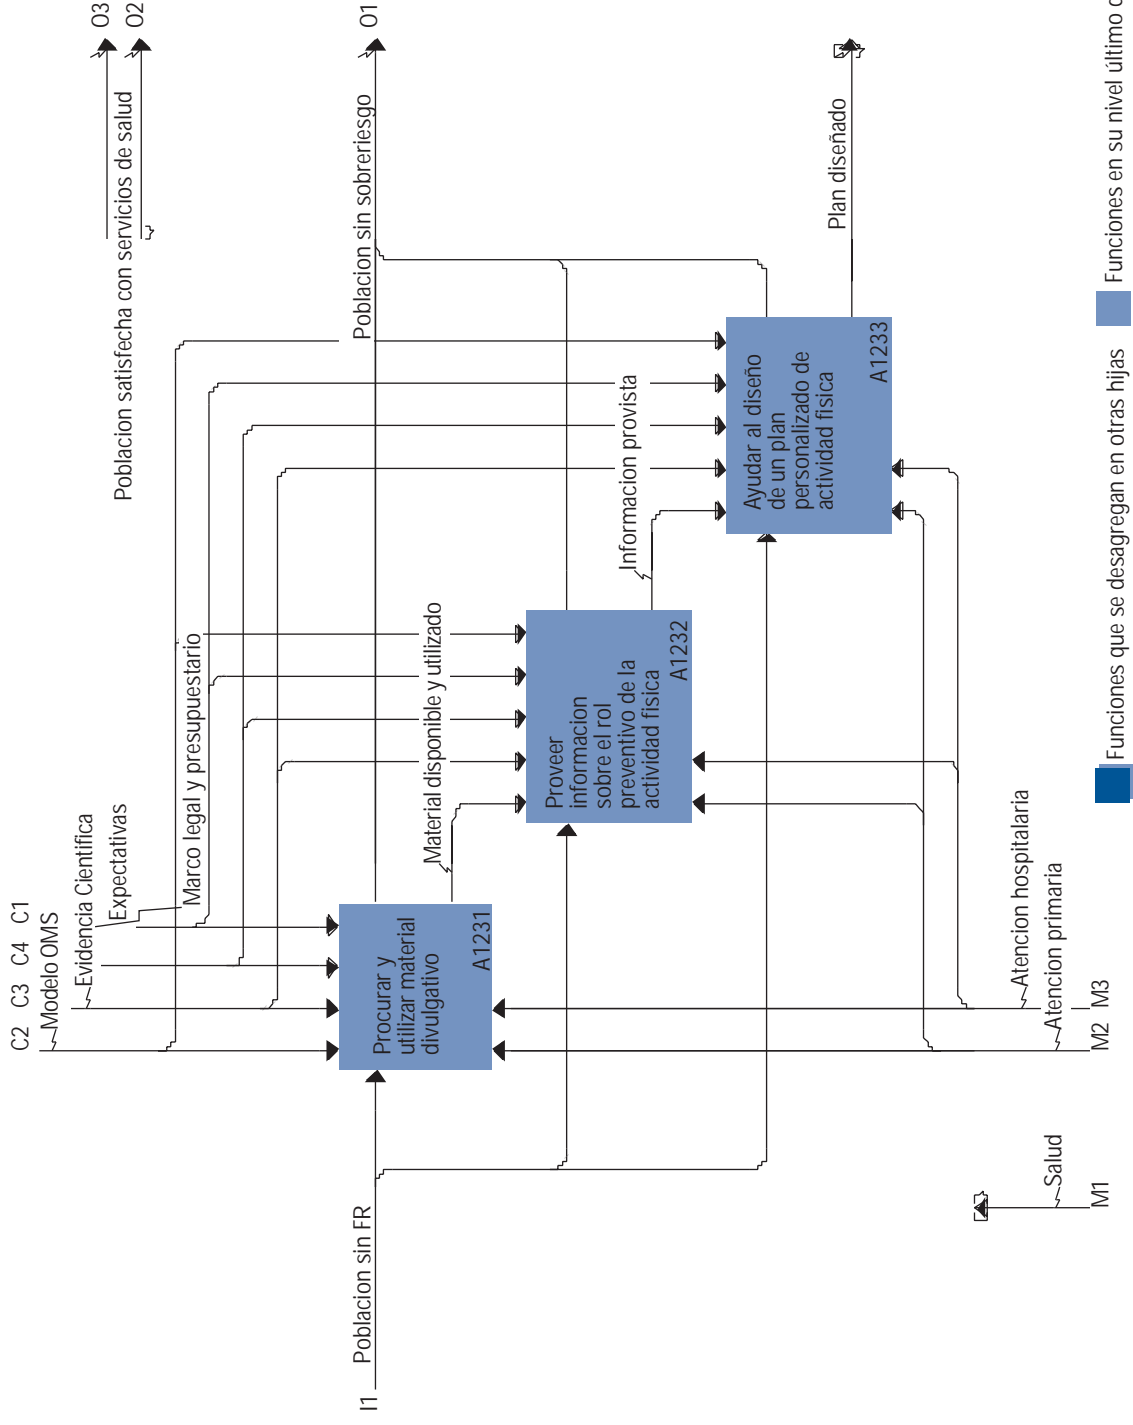 C2 C3 C4 C1
Modelo OMS
Evidencia Cientifica
Expectativas
Marco legal y presupuestario
Poblacion satisfecha con servicios de salud
O3
O2
I1
Poblacion sin FR
Procurar y
utilizar material
divulgativo
A1231
Poblacion sin sobreriesgo
O1
Material disponible y utilizado
Proveer
informacion
sobre el rol
preventivo de la
actividad fisica
A1232
Informacion provista
Ayudar al diseño
de un plan
personalizado de
actividad fisica
A1233
Plan diseñado
Salud
Atencion primaria
Atencion hospitalaria
M1
M2
M3
Funciones que se desagregan en otras hijas
Funciones en su nivel último